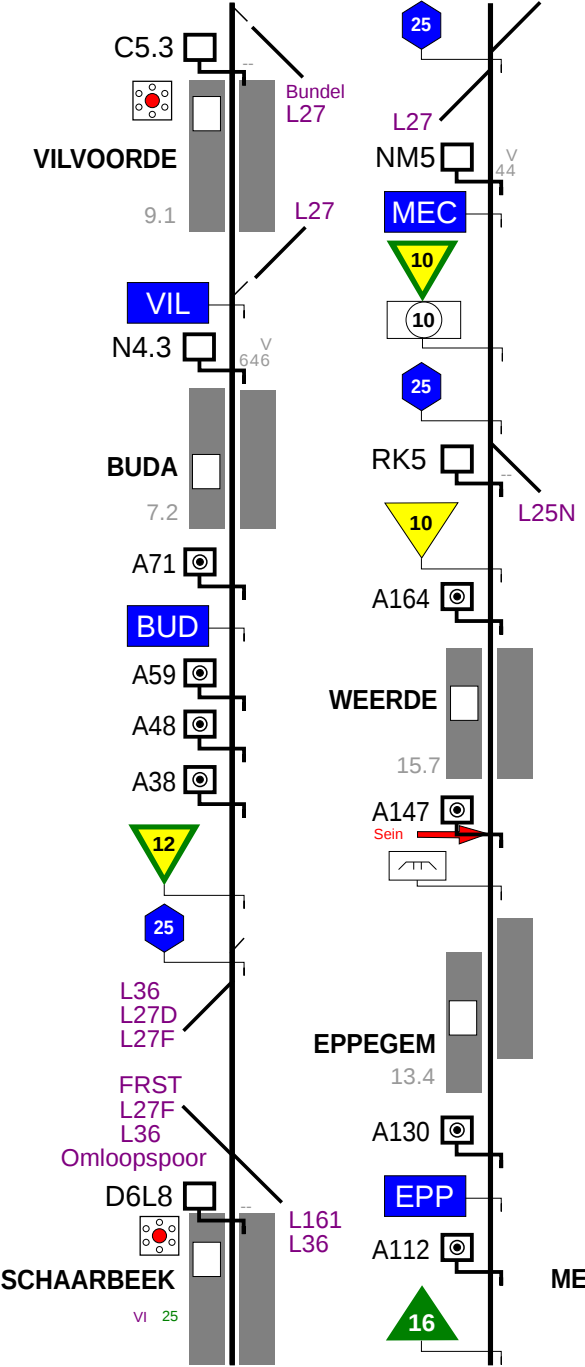 C5.3
--
Bundel
L27
VILVOORDE
9.1
L27
VIL
N4.3
V
646
BUDA
7.2
A71
BUD
A59
A48
A38
12
25
L36
L27D
L27F
FRST
L27F
L36
Omloopspoor
D6L8
--
L161
L36
SCHAARBEEK
VI 25
25
L27
NM5
V
44
MEC
10
10
25
RK5
--
L25N
10
A164
WEERDE
15.7
A147
Sein
EPPEGEM
13.4
A130
EPP
A112
16
ME